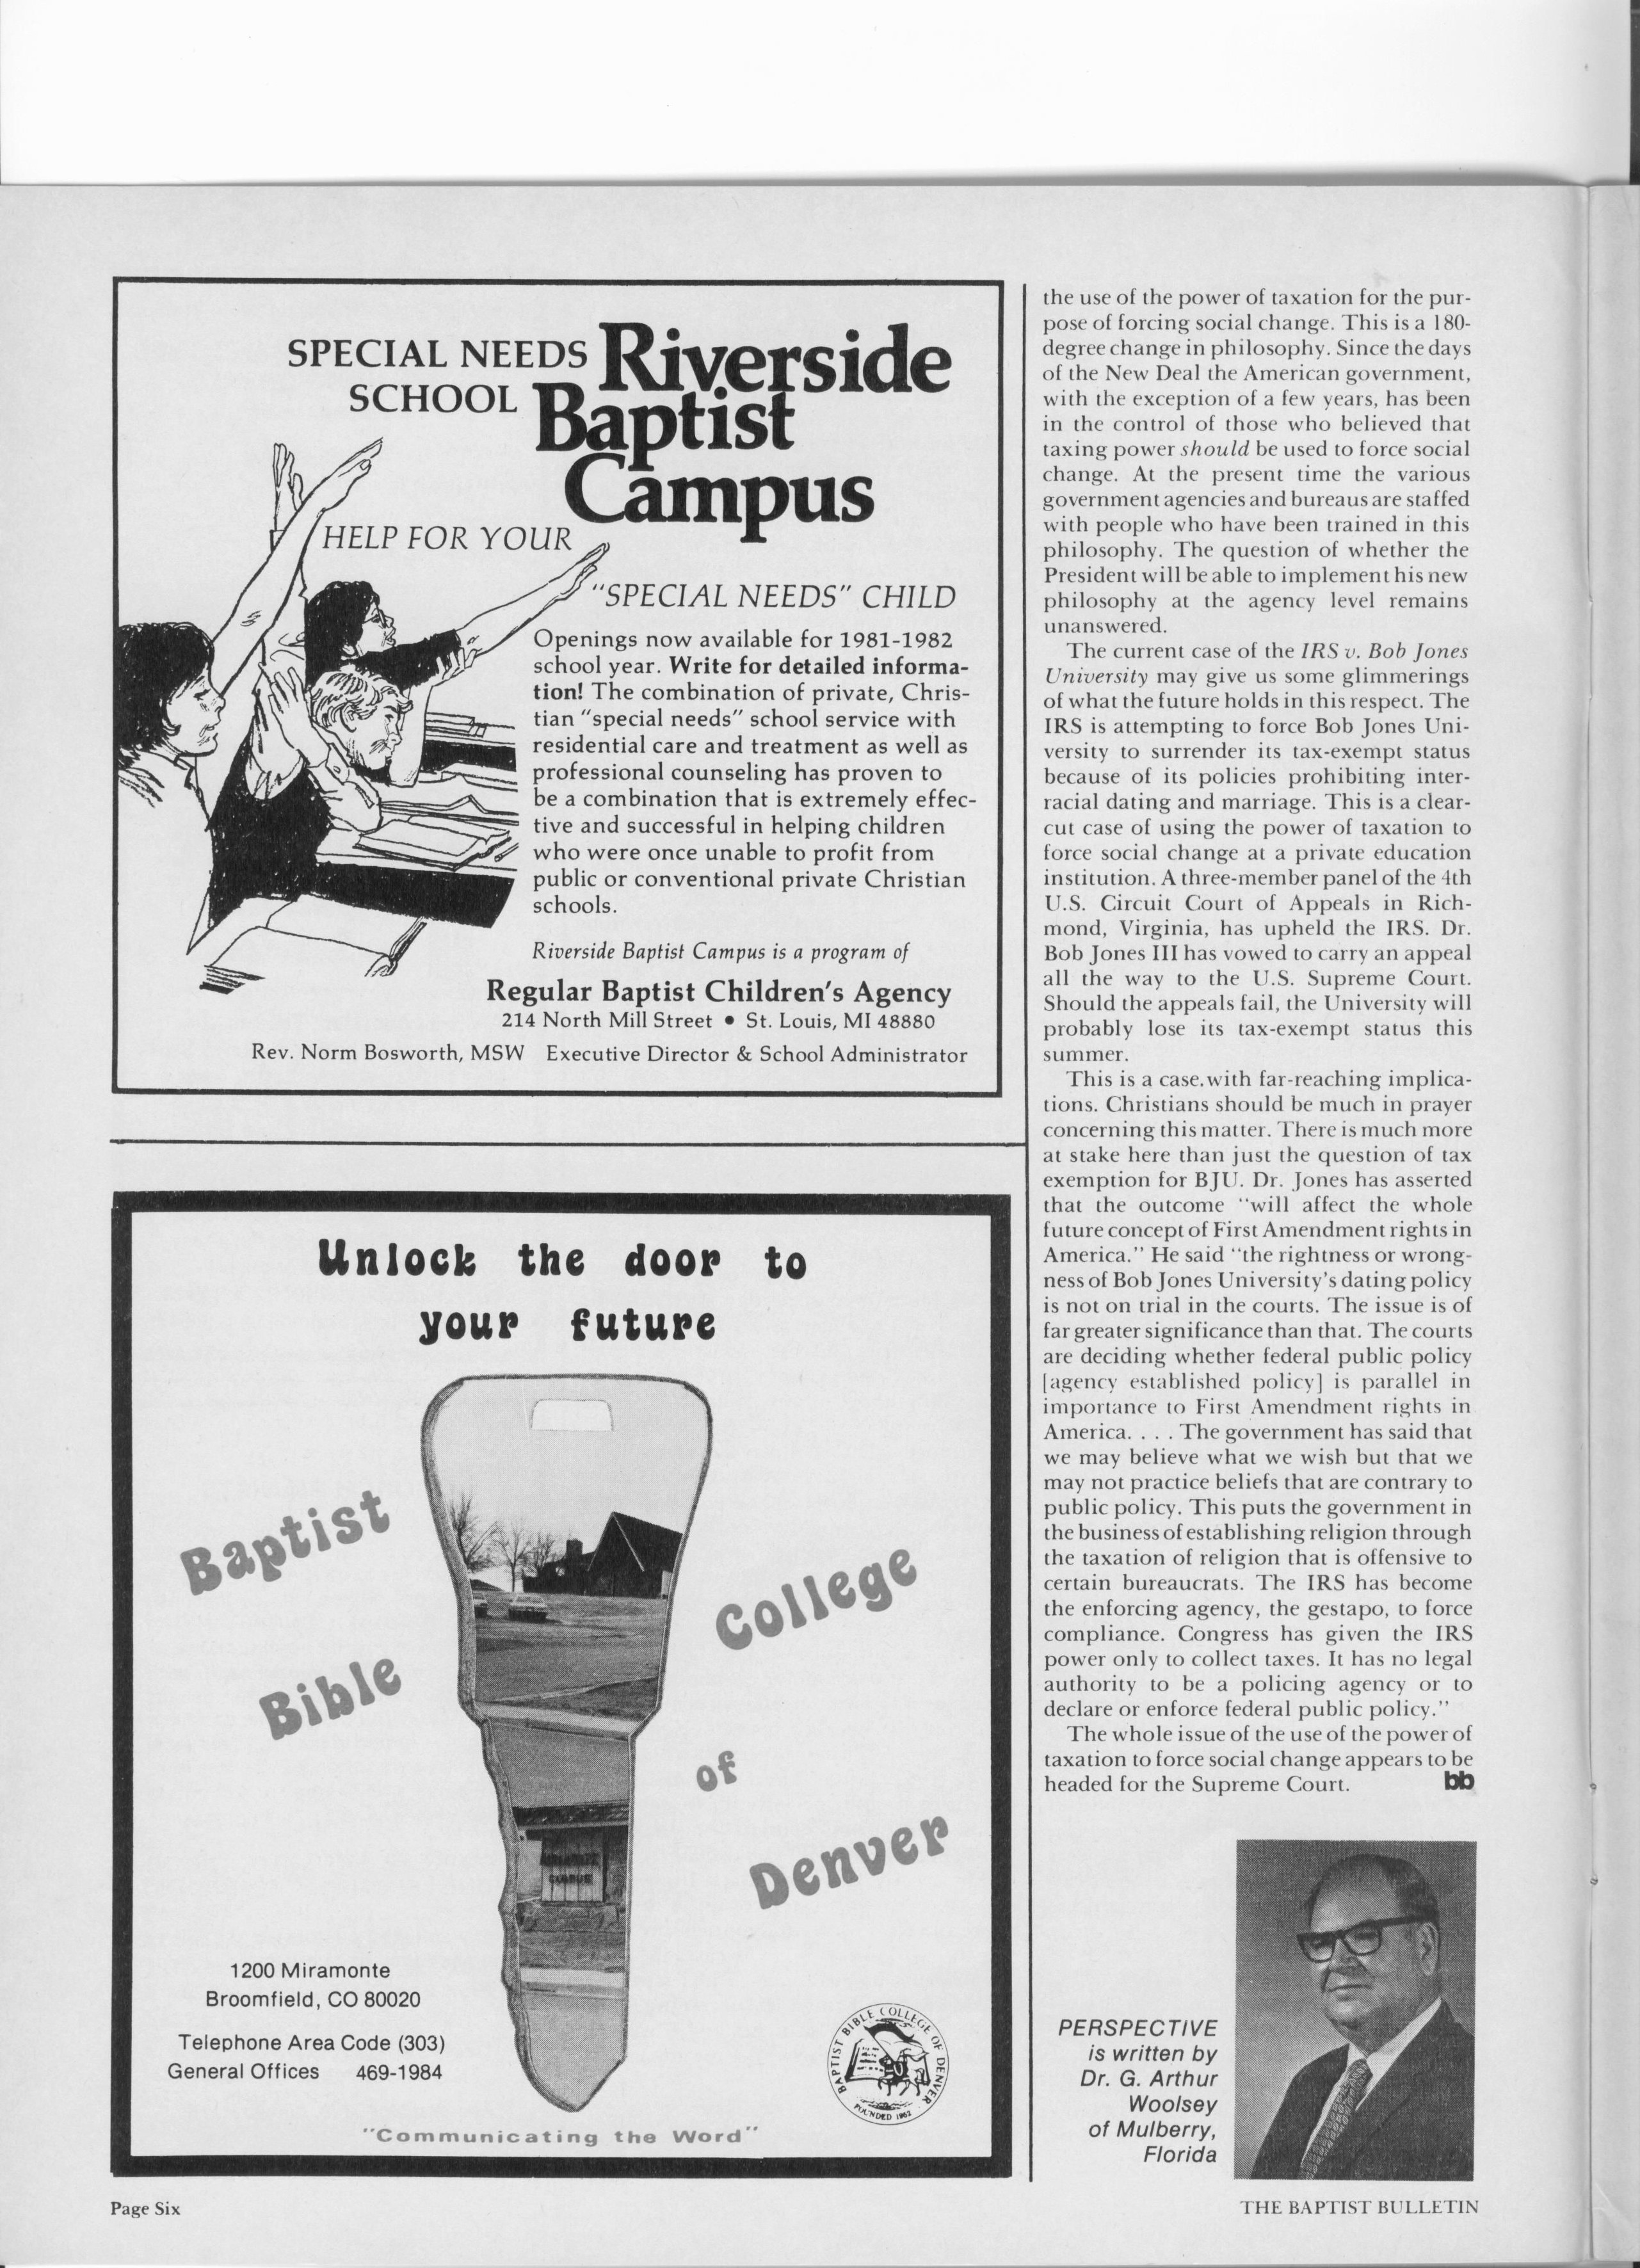 SPECIAL NEEDS
SCHOOL
Riverside
Baptist
Campus
HELP FOR YOUR
"SPECIAL NEEDS" CHILD
Openings now available for 1981-1982
school year. Write for detailed informa-
tion! The combination of private, Chris-
tian "special needs" school service with
residential care and treatment as well as
professional counseling has proven to
be a combination that is extremely effec-
tive and successful in helping children
who were once unable to profit from
public or conventional private Christian
schools.
Riverside Baptist Campus is a program of
Regular Baptist Children's Agency
214 North Mill Street • St. Louis, MI 48880
Rev. Norm Bosworth, MSW Executive Director & School Administrator
Unlock the door to
your future
Baptist
Bible
College
of
Denver
1200 Miramonte
Broomfield, CO 80020
Telephone Area Code (303)
General Offices 469-1984
BAPTIST BIBLE COLLEGE OF DENVER
FOUNDED 1952
"Communicating the Word"
the use of the power of taxation for the pur-
pose of forcing social change. This is a 180-
degree change in philosophy. Since the days
of the New Deal the American government,
with the exception of a few years, has been
in the control of those who believed that
taxing power should be used to force social
change. At the present time the various
government agencies and bureaus are staffed
with people who have been trained in this
philosophy. The question of whether the
President will be able to implement his new
philosophy at the agency level remains
unanswered.
The current case of the IRS v. Bob Jones
University may give us some glimmerings
of what the future holds in this respect. The
IRS is attempting to force Bob Jones Uni-
versity to surrender its tax-exempt status
because of its policies prohibiting inter-
racial dating and marriage. This is a clear-
cut case of using the power of taxation to
force social change at a private education
institution. A three-member panel of the 4th
U.S. Circuit Court of Appeals in Rich-
mond, Virginia, has upheld the IRS. Dr.
Bob Jones III has vowed to carry an appeal
all the way to the U.S. Supreme Court.
Should the appeals fail, the University will
probably lose its tax-exempt status this
summer.
This is a case.with far-reaching implica-
tions. Christians should be much in prayer
concerning this matter. There is much more
at stake here than just the question of tax
exemption for BJU. Dr. Jones has asserted
that the outcome "will affect the whole
future concept of First Amendment rights in
America." He said "the rightness or wrong-
ness of Bob Jones University's dating policy
is not on trial in the courts. The issue is of
far greater significance than that. The courts
are deciding whether federal public policy
[agency established policy] is parallel in
importance to First Amendment rights in
America. . . . The government has said that
we may believe what we wish but that we
may not practice beliefs that are contrary to
public policy. This puts the government in
the business of establishing religion through
the taxation of religion that is offensive to
certain bureaucrats. The IRS has become
the enforcing agency, the gestapo, to force
compliance. Congress has given the IRS
power only to collect taxes. It has no legal
authority to be a policing agency or to
declare or enforce federal public policy."
The whole issue of the use of the power of
taxation to force social change appears to be
headed for the Supreme Court. bb
PERSPECTIVE
is written by
Dr. G. Arthur
Woolsey
of Mulberry,
Florida
Page Six
THE BAPTIST BULLETIN